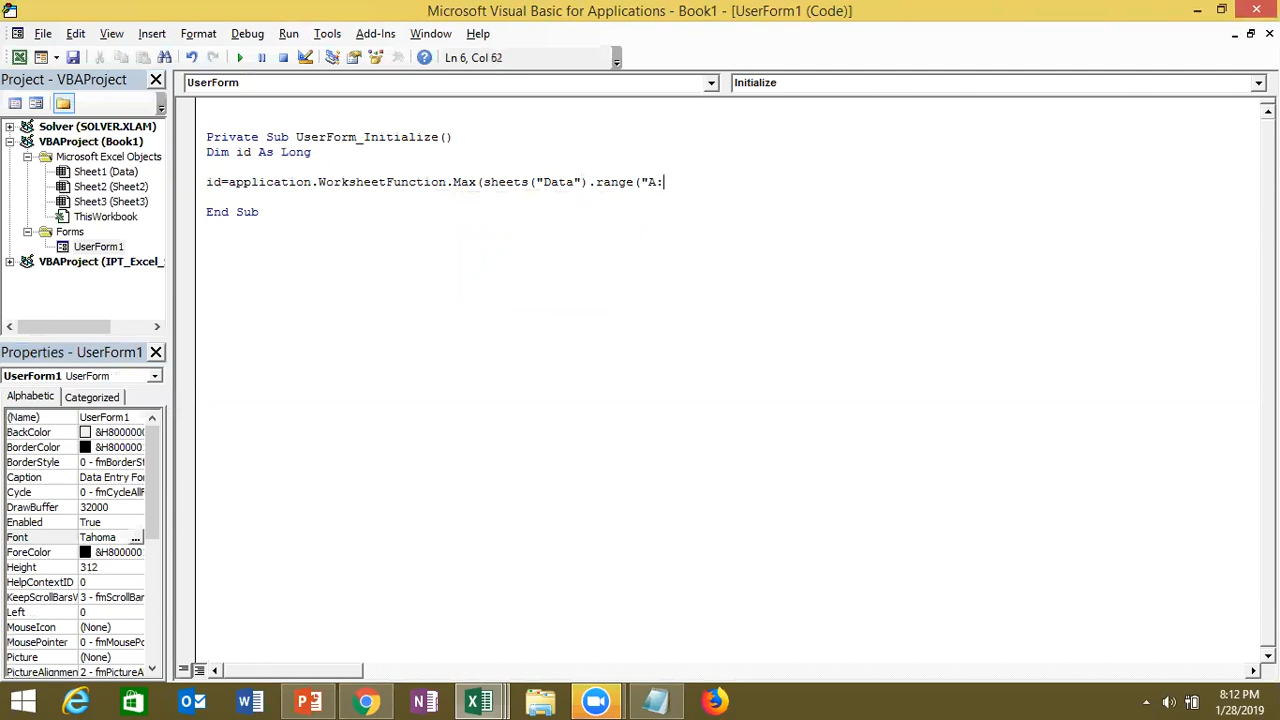 Microsoft Visual Basic for Applications - Book1 - [UserForm1 (Code)]
File Edit View Insert Format Debug Run Tools Add-Ins Window Help
Ln 6, Col 62
Project - VBAProject
UserForm
Initialize
Solver (SOLVER.XLAM)
VBAProject (Book1)
Microsoft Excel Objects
Sheet1 (Data)
Sheet2 (Sheet2)
Sheet3 (Sheet3)
ThisWorkbook
Forms
UserForm1
VBAProject (IPT_Excel_
Private Sub UserForm_Initialize()
Dim id As Long
id=application.WorksheetFunction.Max(sheets("Data").range("A:
End Sub
Properties - UserForm1
UserForm1 UserForm
Alphabetic Categorized
(Name) UserForm1
BackColor &H800000
BorderColor &H800000
BorderStyle 0 - fmBorderSt
Caption Data Entry Fo
Cycle 0 - fmCycleAllF
DrawBuffer 32000
Enabled True
Font Tahoma ...
ForeColor &H800000
Height 312
HelpContextID 0
KeepScrollBarsV 3 - fmScrollBar
Left 0
MouseIcon (None)
MousePointer 0 - fmMousePo
Picture (None)
PictureAlignmen 2 - fmPictureA
8:12 PM
1/28/2019